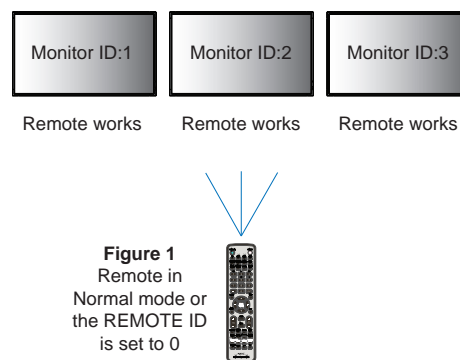 Monitor ID:1
Monitor ID:2
Monitor ID:3
Remote works
Remote works
Remote works
Figure 1
Remote in
Normal mode or
the REMOTE ID
is set to 0